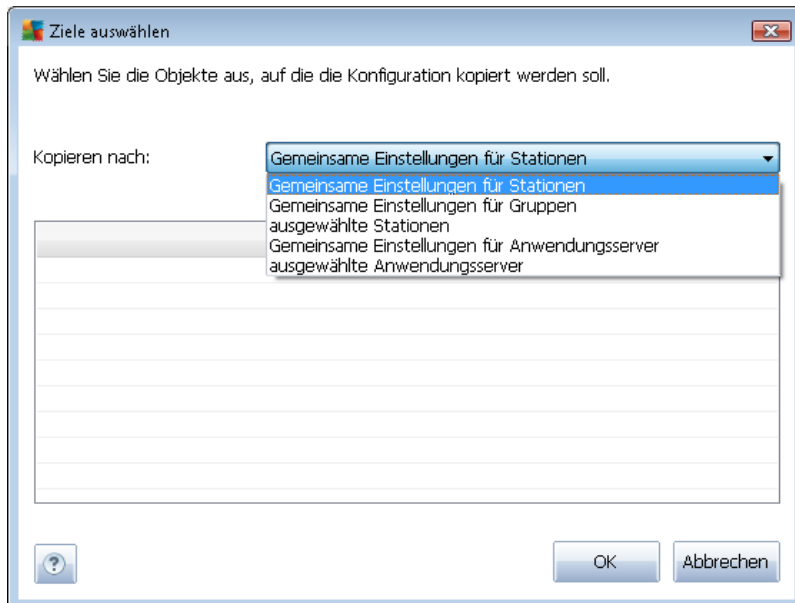 Ziele auswählen
Wählen Sie die Objekte aus, auf die die Konfiguration kopiert werden soll.
Kopieren nach:
Gemeinsame Einstellungen für Stationen
Gemeinsame Einstellungen für Stationen
Gemeinsame Einstellungen für Gruppen
ausgewählte Stationen
Gemeinsame Einstellungen für Anwendungsserver
ausgewählte Anwendungsserver
?
OK
Abbrechen